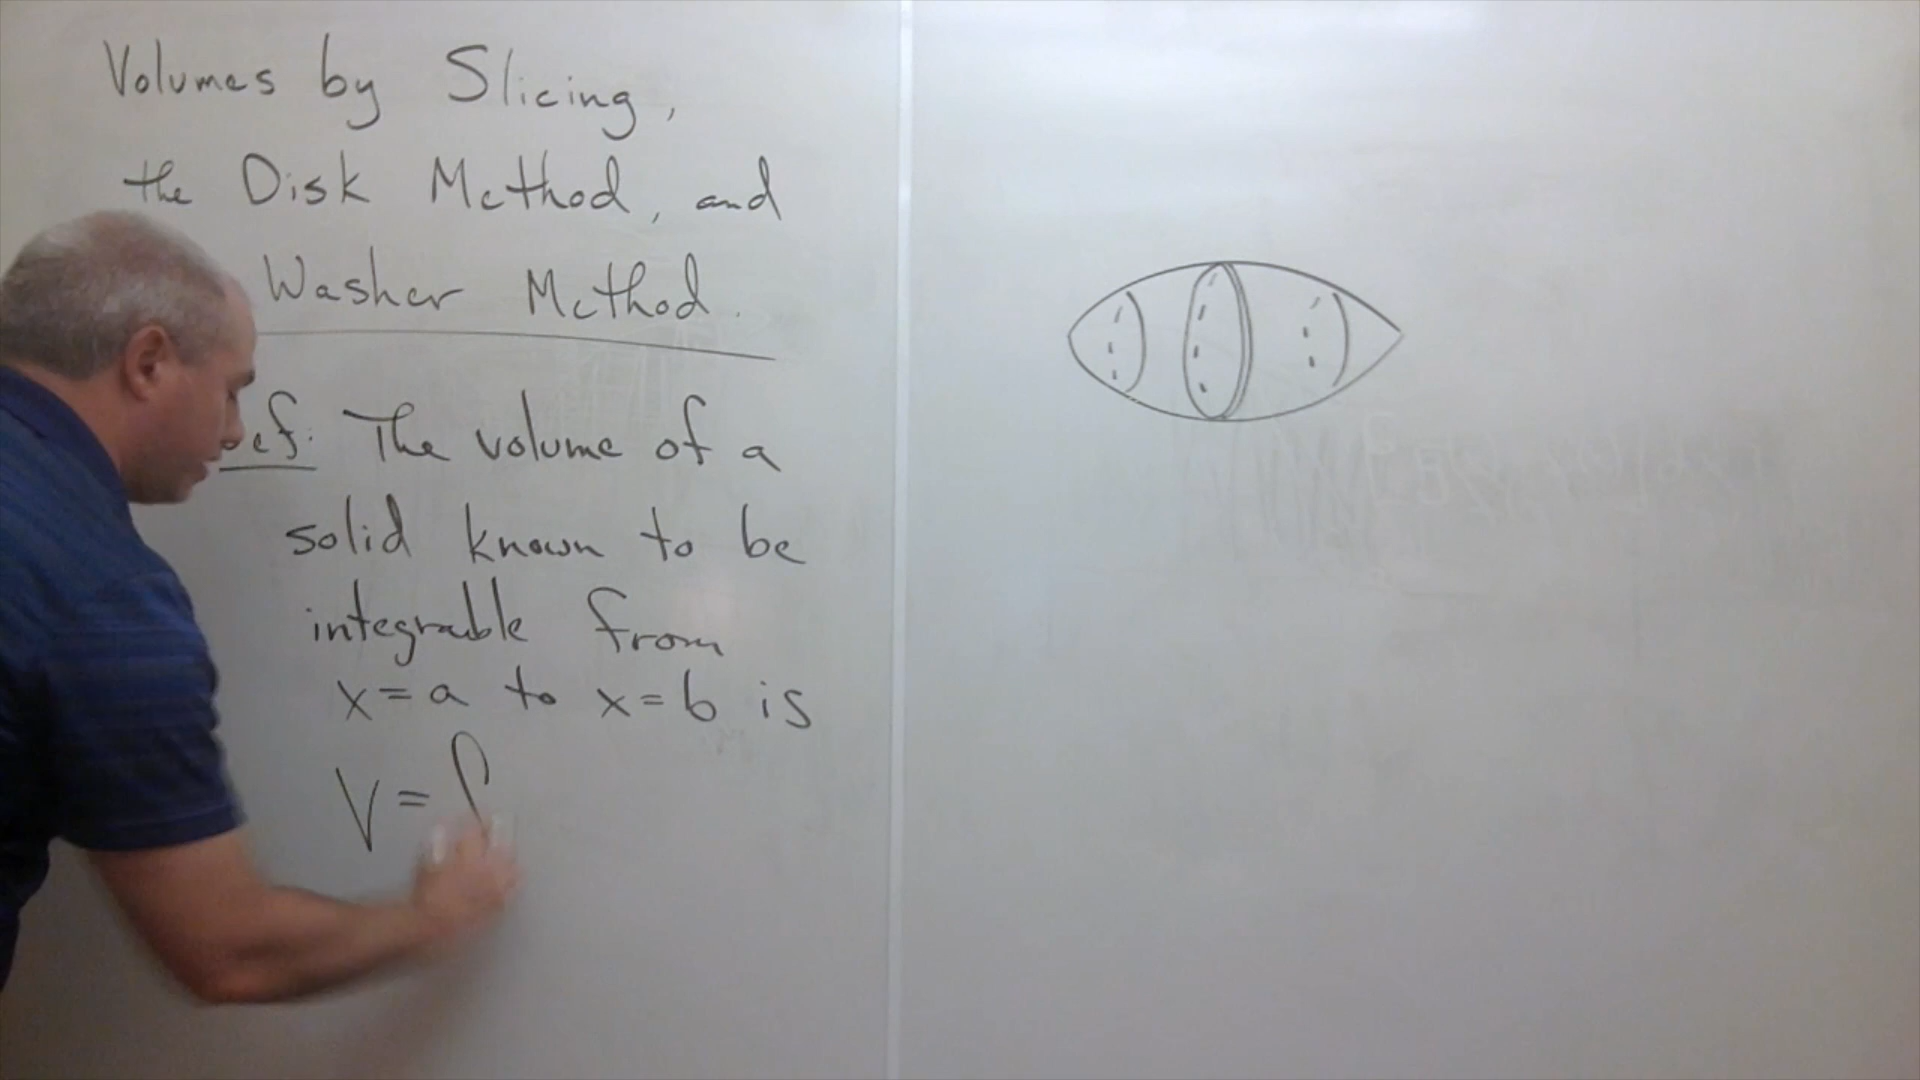 Volumes by Slicing,
the Disk Method, and
Washer Method.
Def: The volume of a
solid known to be
integrable from
x = a to x = b is
V = ∫